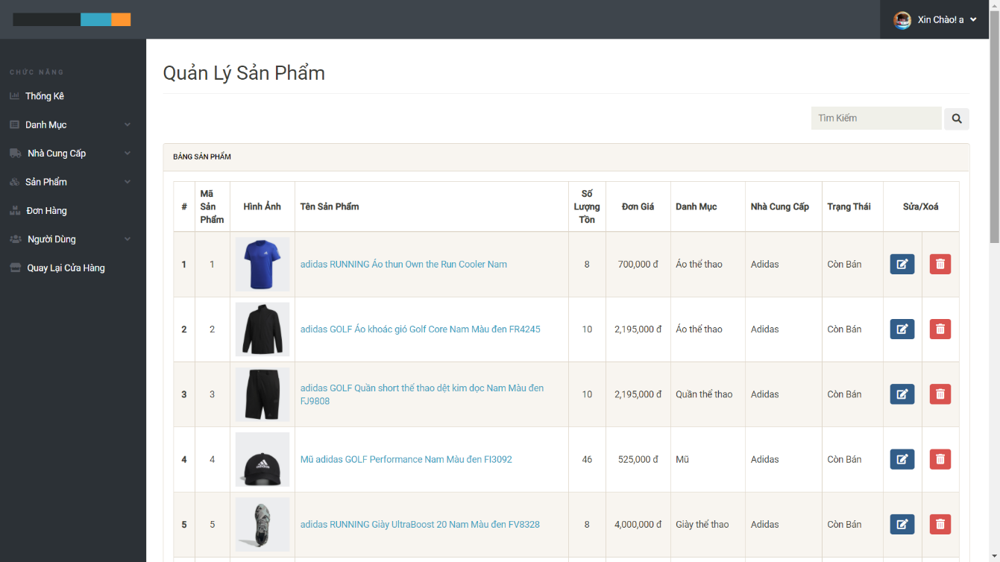 Xin Chào! a
CHỨC NĂNG
Thống Kê
Danh Mục
Nhà Cung Cấp
Sản Phẩm
Đơn Hàng
Người Dùng
Quay Lại Cửa Hàng
Quản Lý Sản Phẩm
Tìm Kiếm
BẢNG SẢN PHẨM
# Mã Sản Phẩm Hình Ảnh Tên Sản Phẩm Số Lượng Tồn Đơn Giá Danh Mục Nhà Cung Cấp Trạng Thái Sửa/Xoá
1 1 adidas RUNNING Áo thun Own the Run Cooler Nam 8 700,000 đ Áo thể thao Adidas Còn Bán
2 2 adidas GOLF Áo khoác gió Golf Core Nam Màu đen FR4245 10 2,195,000 đ Áo thể thao Adidas Còn Bán
3 3 adidas GOLF Quần short thể thao dệt kim dọc Nam Màu đen FJ9808 10 2,195,000 đ Quần thể thao Adidas Còn Bán
4 4 Mũ adidas GOLF Performance Nam Màu đen FI3092 46 525,000 đ Mũ Adidas Còn Bán
5 5 adidas RUNNING Giày UltraBoost 20 Nam Màu đen FV8328 8 4,000,000 đ Giày thể thao Adidas Còn Bán